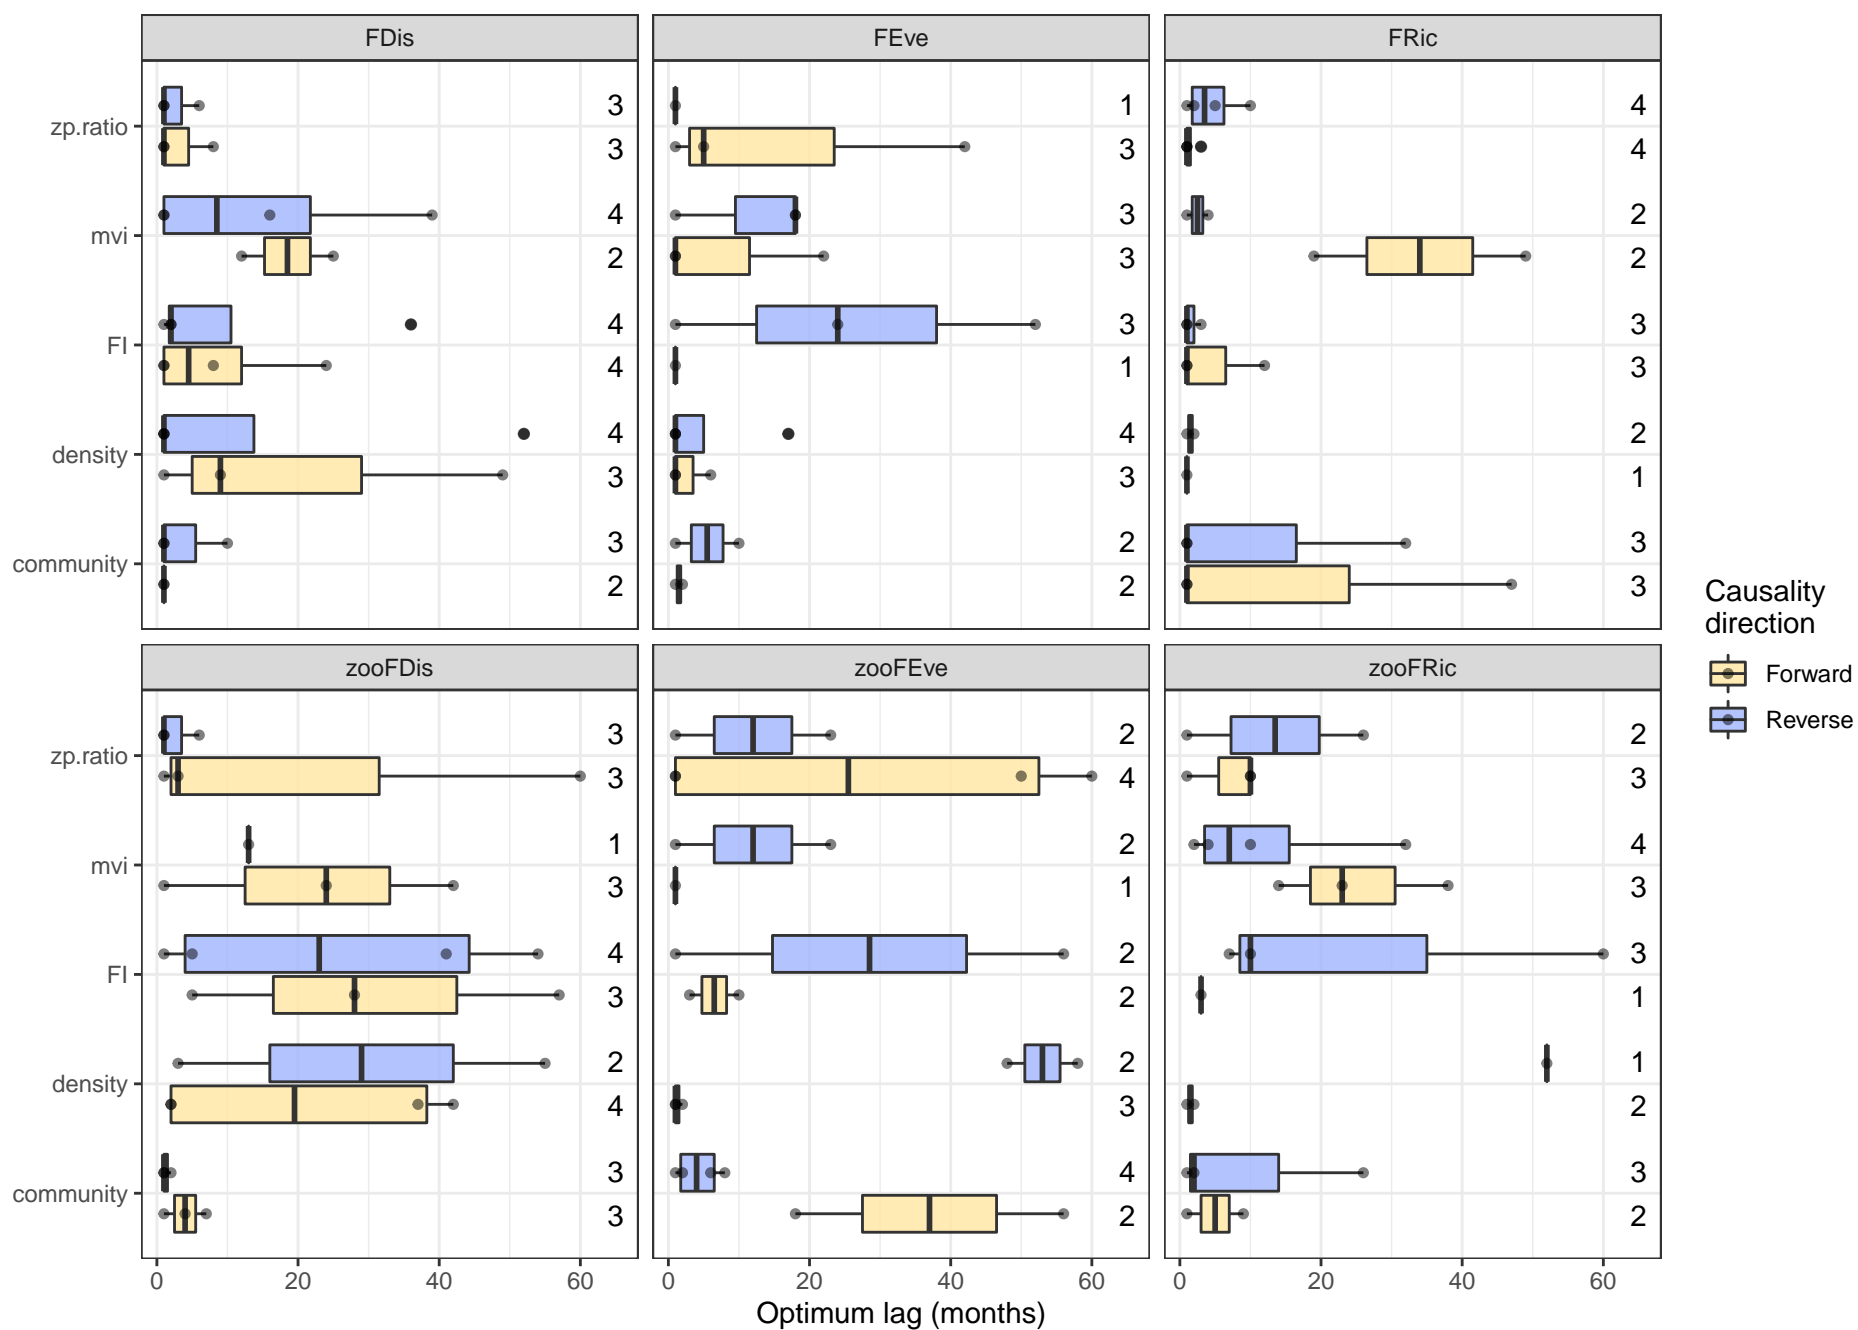 FDis FEve FRic
zp.ratio 3 1 4
3 3 4
mvi 4 3 2
2 3 2
FI 4 3 3
4 1 3
density 4 4 2
3 3 1
community 3 2 3
2 2 3
zooFDis zooFEve zooFRic
zp.ratio 3 2 2
3 4 3
mvi 1 2 4
3 1 3
FI 4 2 3
3 2 1
density 2 2 1
4 3 2
community 3 4 3
3 2 2
0 20 40 60 0 20 40 60 0 20 40 60
Optimum lag (months)
Causality
direction
Forward
Reverse